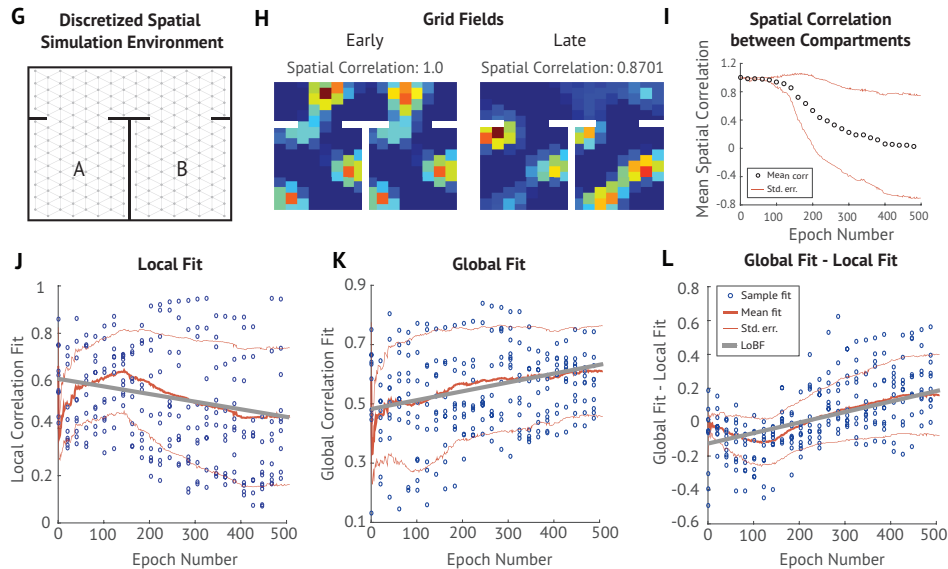 G Discretized Spatial
Simulation Environment
A
B
H Grid Fields
Early
Late
Spatial Correlation: 1.0
Spatial Correlation: 0.8701
I Spatial Correlation
between Compartments
Mean Spatial Correlation
1.2
0.8
0.4
0
-0.4
-0.8
Mean corr
Std. err.
0 100 200 300 400 500
Epoch Number
J Local Fit
Local Correlation Fit
1
0.8
0.6
0.4
0.2
0
0 100 200 300 400 500
Epoch Number
K Global Fit
Global Correlation Fit
0.9
0.7
0.5
0.3
0.1
0 100 200 300 400 500
Epoch Number
L Global Fit - Local Fit
Global Fit - Local Fit
0.8
0.6
0.4
0.2
0
-0.2
-0.4
-0.6
Sample fit
Mean fit
Std. err.
LoBF
0 100 200 300 400 500
Epoch Number